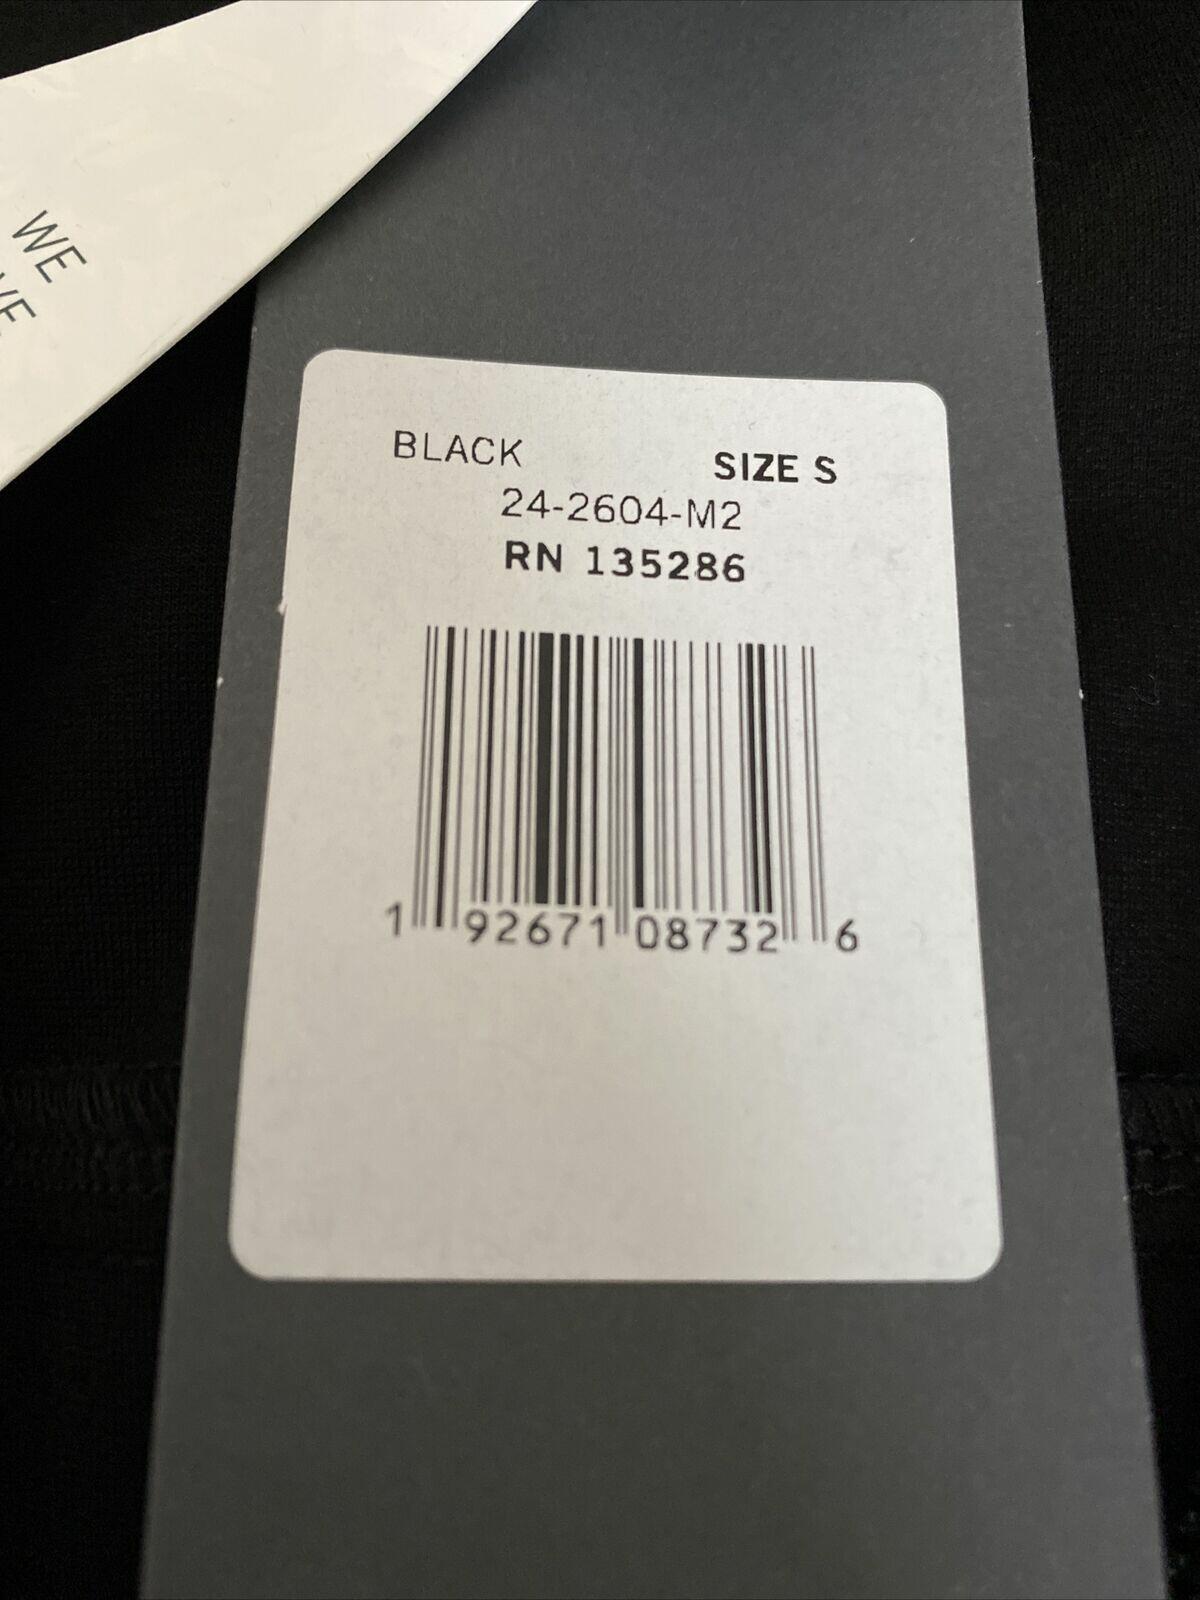 WE
BLACK SIZE S
24-2604-M2
RN 135286
1 92671 08732 6